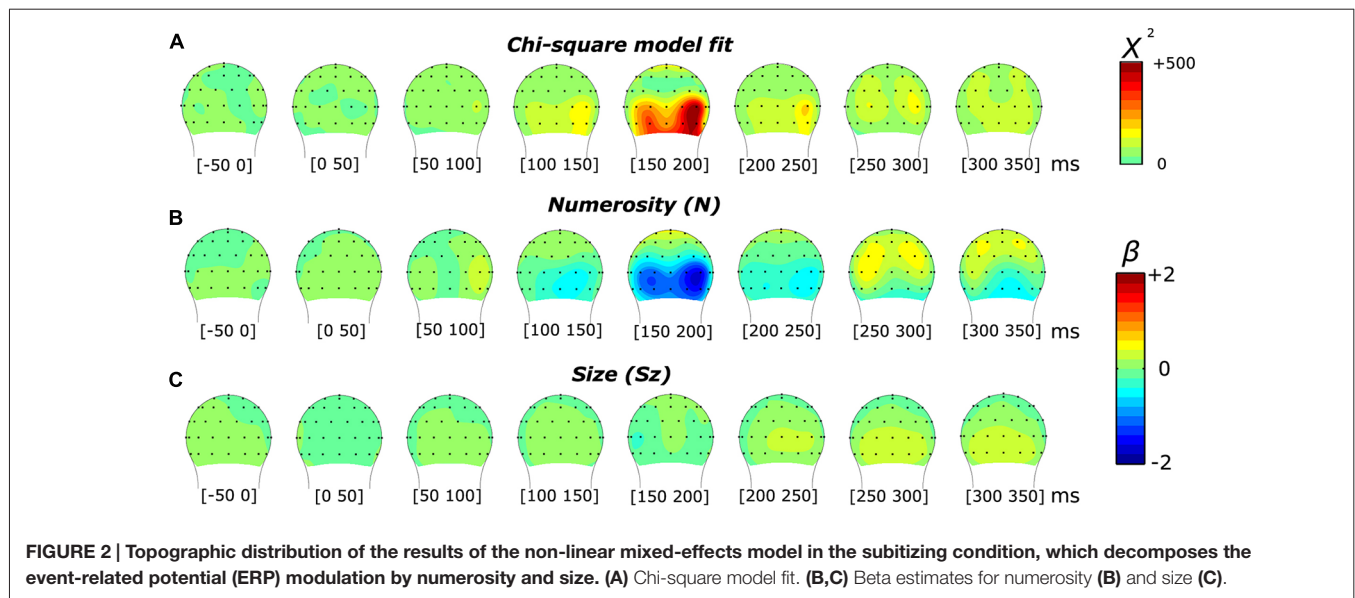 A
Chi-square model fit
X 2
+500
0
[-50 0] [0 50] [50 100] [100 150] [150 200] [200 250] [250 300] [300 350] ms
B
Numerosity (N)
β
+2
0
-2
[-50 0] [0 50] [50 100] [100 150] [150 200] [200 250] [250 300] [300 350] ms
C
Size (Sz)
[-50 0] [0 50] [50 100] [100 150] [150 200] [200 250] [250 300] [300 350] ms
FIGURE 2 | Topographic distribution of the results of the non-linear mixed-effects model in the subitizing condition, which decomposes the
event-related potential (ERP) modulation by numerosity and size. (A) Chi-square model fit. (B,C) Beta estimates for numerosity (B) and size (C).